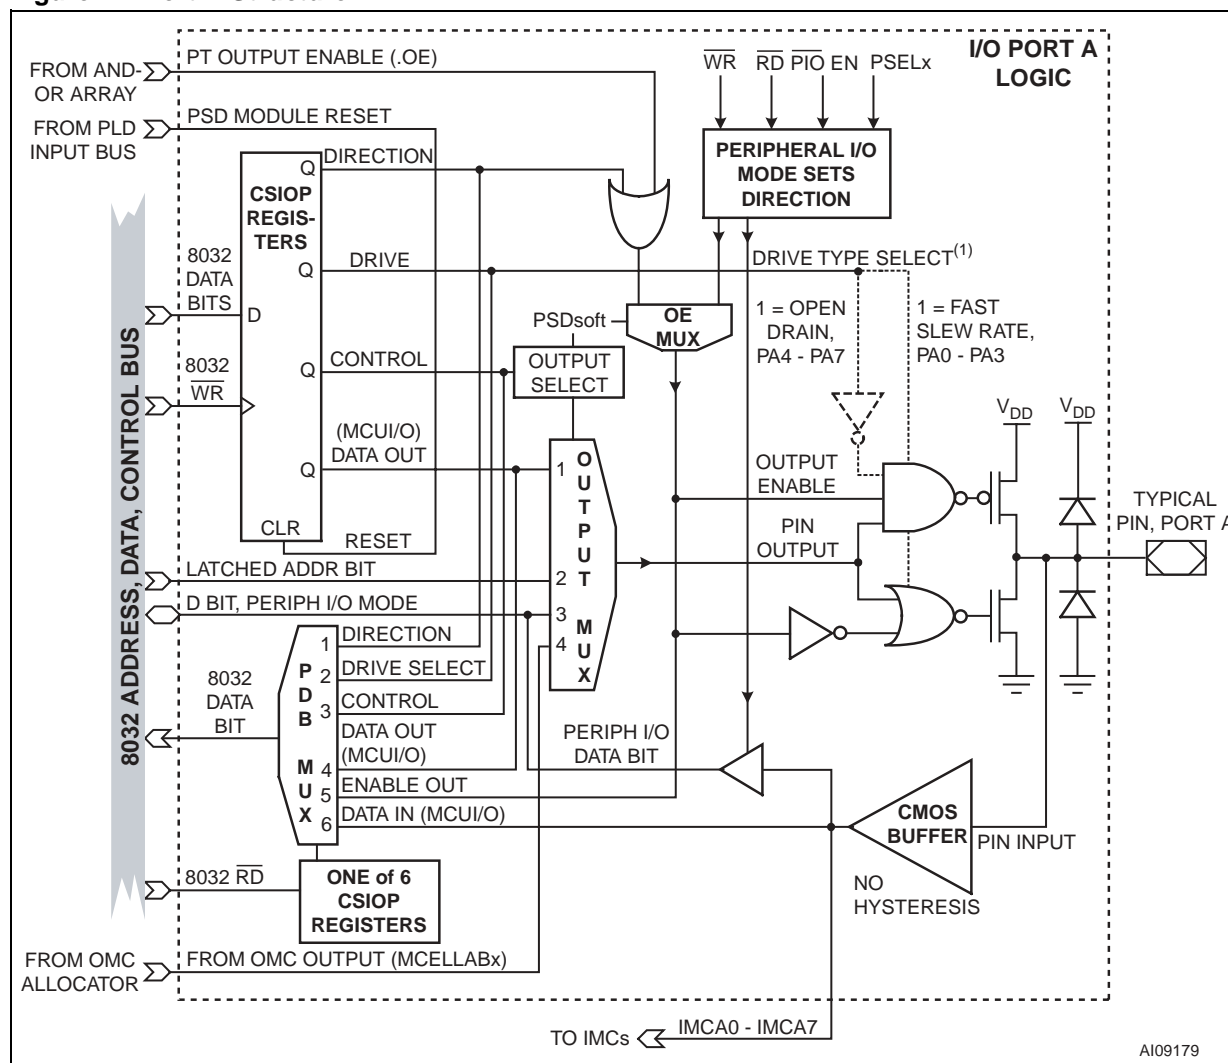 I/O PORT A
LOGIC
FROM AND-
OR ARRAY
PT OUTPUT ENABLE (.OE)
WR RD PIO EN PSELx
FROM PLD
INPUT BUS
PSD MODULE RESET
PERIPHERAL I/O
MODE SETS
DIRECTION
CSIOP
REGIS-
TERS
Q DIRECTION
8032
DATA
BITS
D
Q DRIVE
DRIVE TYPE SELECT(1)
1 = OPEN
DRAIN,
PA4 - PA7
1 = FAST
SLEW RATE,
PA0 - PA3
PSDsoft
OE
MUX
OUTPUT
SELECT
8032
WR
Q CONTROL
(MCUI/O)
DATA OUT
Q
CLR
RESET
8032 ADDRESS, DATA, CONTROL BUS
OUTPUT MUX
1
2
3
4
VDD
VDD
OUTPUT
ENABLE
PIN
OUTPUT
TYPICAL
PIN, PORT A
LATCHED ADDR BIT
D BIT, PERIPH I/O MODE
8032
DATA
BIT
PDB MUX
1 DIRECTION
2 DRIVE SELECT
3 CONTROL
DATA OUT
4 (MCUI/O)
5 ENABLE OUT
6 DATA IN (MCUI/O)
PERIPH I/O
DATA BIT
CMOS
BUFFER
PIN INPUT
NO
HYSTERESIS
8032 RD
ONE of 6
CSIOP
REGISTERS
FROM OMC
ALLOCATOR
FROM OMC OUTPUT (MCELLABx)
TO IMCs
IMCA0 - IMCA7
AI09179